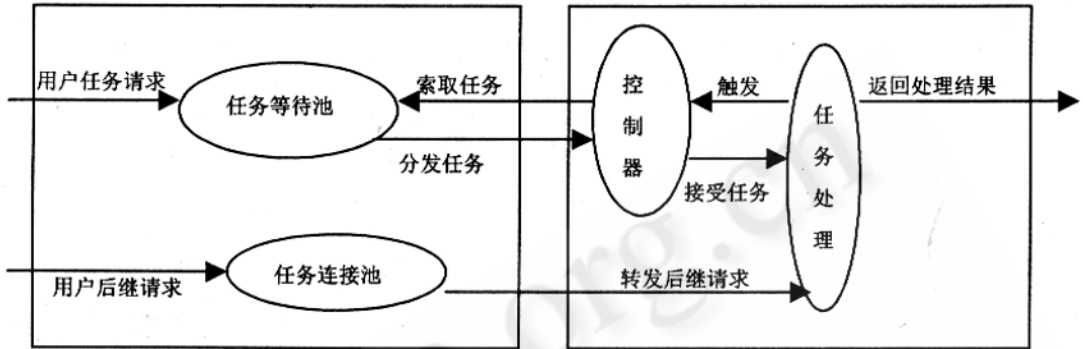 用户任务请求
任务等待池
索取任务
分发任务
控制器
触发
接受任务
任务处理
返回处理结果
用户后继请求
任务连接池
转发后继请求
org.cn